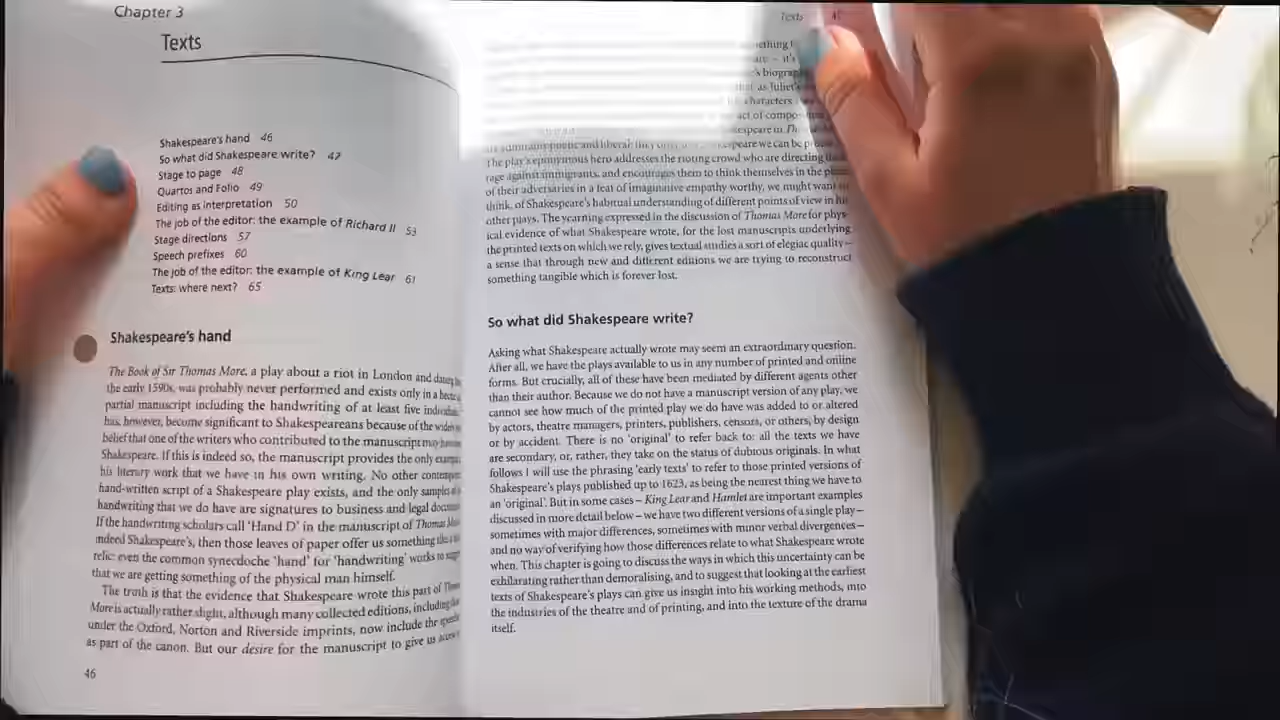 Chapter 3
Texts
Shakespeare's hand 46
So what did Shakespeare write? 47
Stage to page 48
Quartos and Folio 49
Editing as interpretation 50
The job of the editor: the example of Richard II 53
Stage directions 57
Speech prefixes 60
The job of the editor: the example of King Lear 61
Texts: where next? 65
Shakespeare's hand
The Book of Sir Thomas More, a play about a riot in London and
the early 1590s, was probably never performed and exists only in a
partial manuscript including the handwriting of at least five
has, however, become significant to Shakespeareans because of the
belief that one of the writers who contributed to the manuscript
Shakespeare. If this is indeed so, the manuscript provides the only
his literary work that we have in his own writing. No other
hand-written script of a Shakespeare play exists, and the only samples
handwriting that we do have are signatures to business and legal
If the handwriting scholars call 'Hand D' in the manuscript of Thomas
indeed Shakespeare's, then those leaves of paper offer us something
relic: even the common synecdoche 'hand' for 'handwriting' works to
that we are getting something of the physical man himself.
The truth is that the evidence that Shakespeare wrote this part of
More is actually rather slight, although many collected editions, including
under the Oxford, Norton and Riverside imprints, now include the
as part of the canon. But our desire for the manuscript to give us
46
Texts
it's
biography
as Juliet's
characters
act of
in
poetic and liberal: we can be
The play's eponymous hero addresses the rioting crowd who are directing
rage against immigrants, and encourages them to think themselves in the
of their adversaries in a feat of imaginative empathy worthy, we might want
think, of Shakespeare's habitual understanding of different points of view in
other plays. The yearning expressed in the discussion of Thomas More for phys-
ical evidence of what Shakespeare wrote, for the lost manuscripts underlying
the printed texts on which we rely, gives textual studies a sort of elegiac quality –
a sense that through new and different editions we are trying to reconstruct
something tangible which is forever lost.
So what did Shakespeare write?
Asking what Shakespeare actually wrote may seem an extraordinary question.
After all, we have the plays available to us in any number of printed and online
forms. But crucially, all of these have been mediated by different agents other
than their author. Because we do not have a manuscript version of any play, we
cannot see how much of the printed play we do have was added to or altered
by actors, theatre managers, printers, publishers, censors, or others, by design
or by accident. There is no 'original' to refer back to: all the texts we have
are secondary, or, rather, they take on the status of dubious originals. In what
follows I will use the phrasing 'early texts' to refer to those printed versions of
Shakespeare's plays published up to 1623, as being the nearest thing we have to
an 'original'. But in some cases – King Lear and Hamlet are important examples
discussed in more detail below – we have two different versions of a single play –
sometimes with major differences, sometimes with minor verbal divergences –
and no way of verifying how those differences relate to what Shakespeare wrote
when. This chapter is going to discuss the ways in which this uncertainty can be
exhilarating rather than demoralising, and to suggest that looking at the earliest
texts of Shakespeare's plays can give us insight into his working methods, into
the industries of the theatre and of printing, and into the texture of the drama
itself.